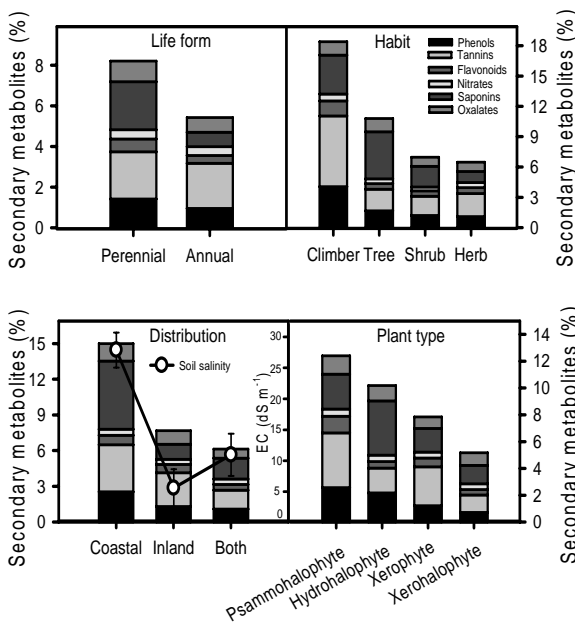 Secondary metabolites (%)
Life form
8
6
4
2
0
Perennial Annual
Habit
Phenols
Tannins
Flavonoids
Nitrates
Saponins
Oxalates
18
15
12
9
6
3
0
Climber Tree Shrub Herb
Secondary metabolites (%)
Secondary metabolites (%)
Distribution
Soil salinity
15
12
9
6
3
0
Coastal Inland Both
EC (dS m-1)
30
25
20
15
10
5
0
Plant type
14
12
10
8
6
4
2
0
Psammohalophyte
Hydrohalophyte
Xerophyte
Xerohalophyte
Secondary metabolites (%)